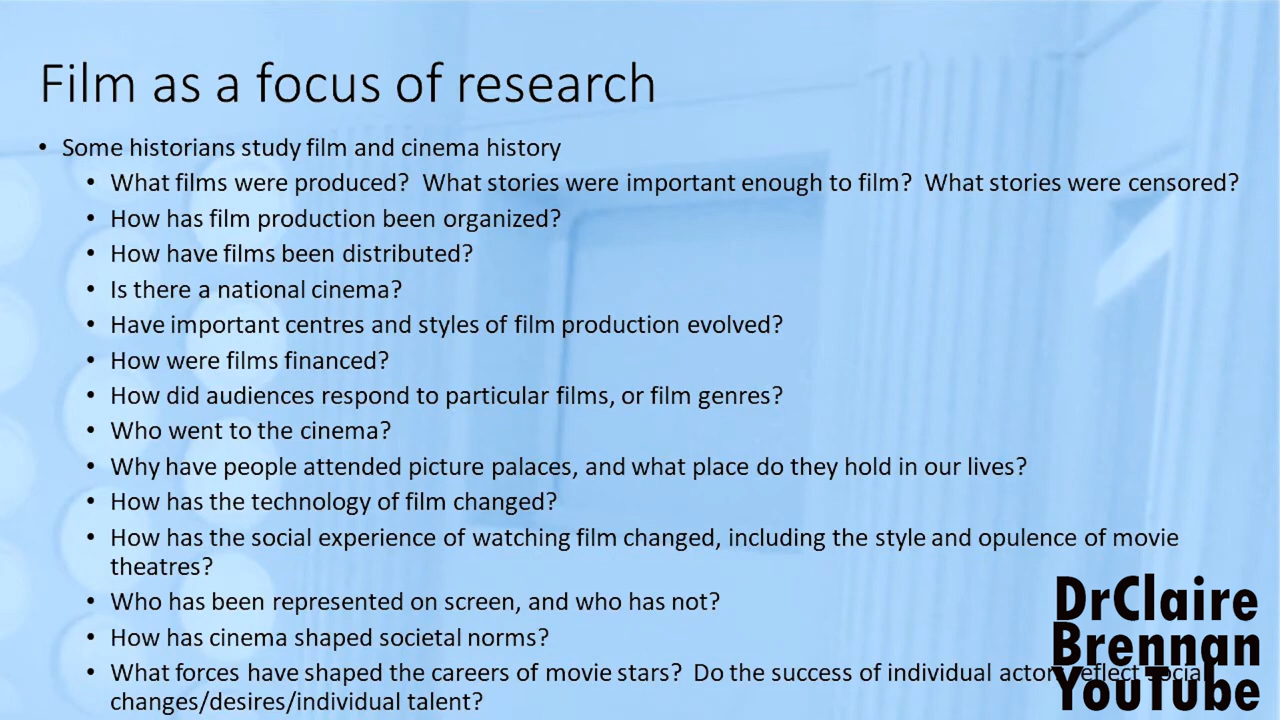 Film as a focus of research
• Some historians study film and cinema history
• What films were produced?  What stories were important enough to film?  What stories were censored?
• How has film production been organized?
• How have films been distributed?
• Is there a national cinema?
• Have important centres and styles of film production evolved?
• How were films financed?
• How did audiences respond to particular films, or film genres?
• Who went to the cinema?
• Why have people attended picture palaces, and what place do they hold in our lives?
• How has the technology of film changed?
• How has the social experience of watching film changed, including the style and opulence of movie
theatres?
• Who has been represented on screen, and who has not?
• How has cinema shaped societal norms?
• What forces have shaped the careers of movie stars?  Do the success of individual actors reflect social
changes/desires/individual talent?
DrClaire
Brennan
YouTube